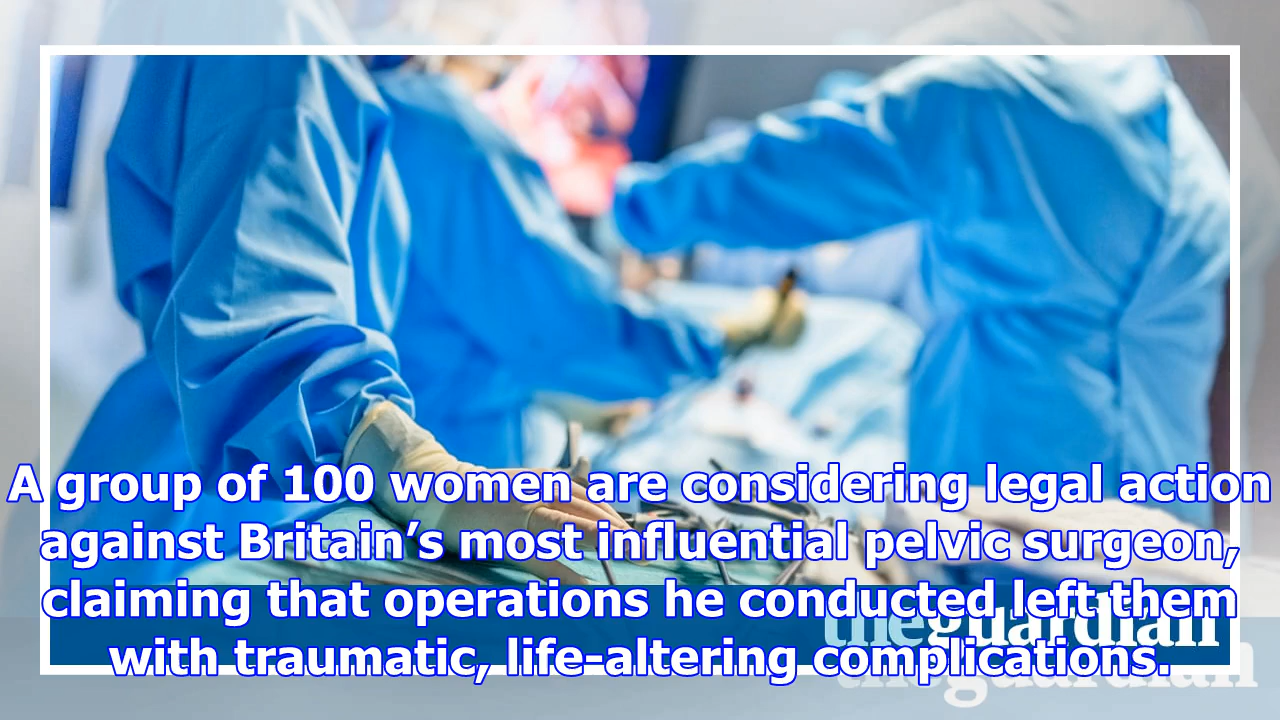 A group of 100 women are considering legal action
against Britain’s most influential pelvic surgeon,
claiming that operations he conducted left them
with traumatic, life-altering complications.
theguardian
theguardian